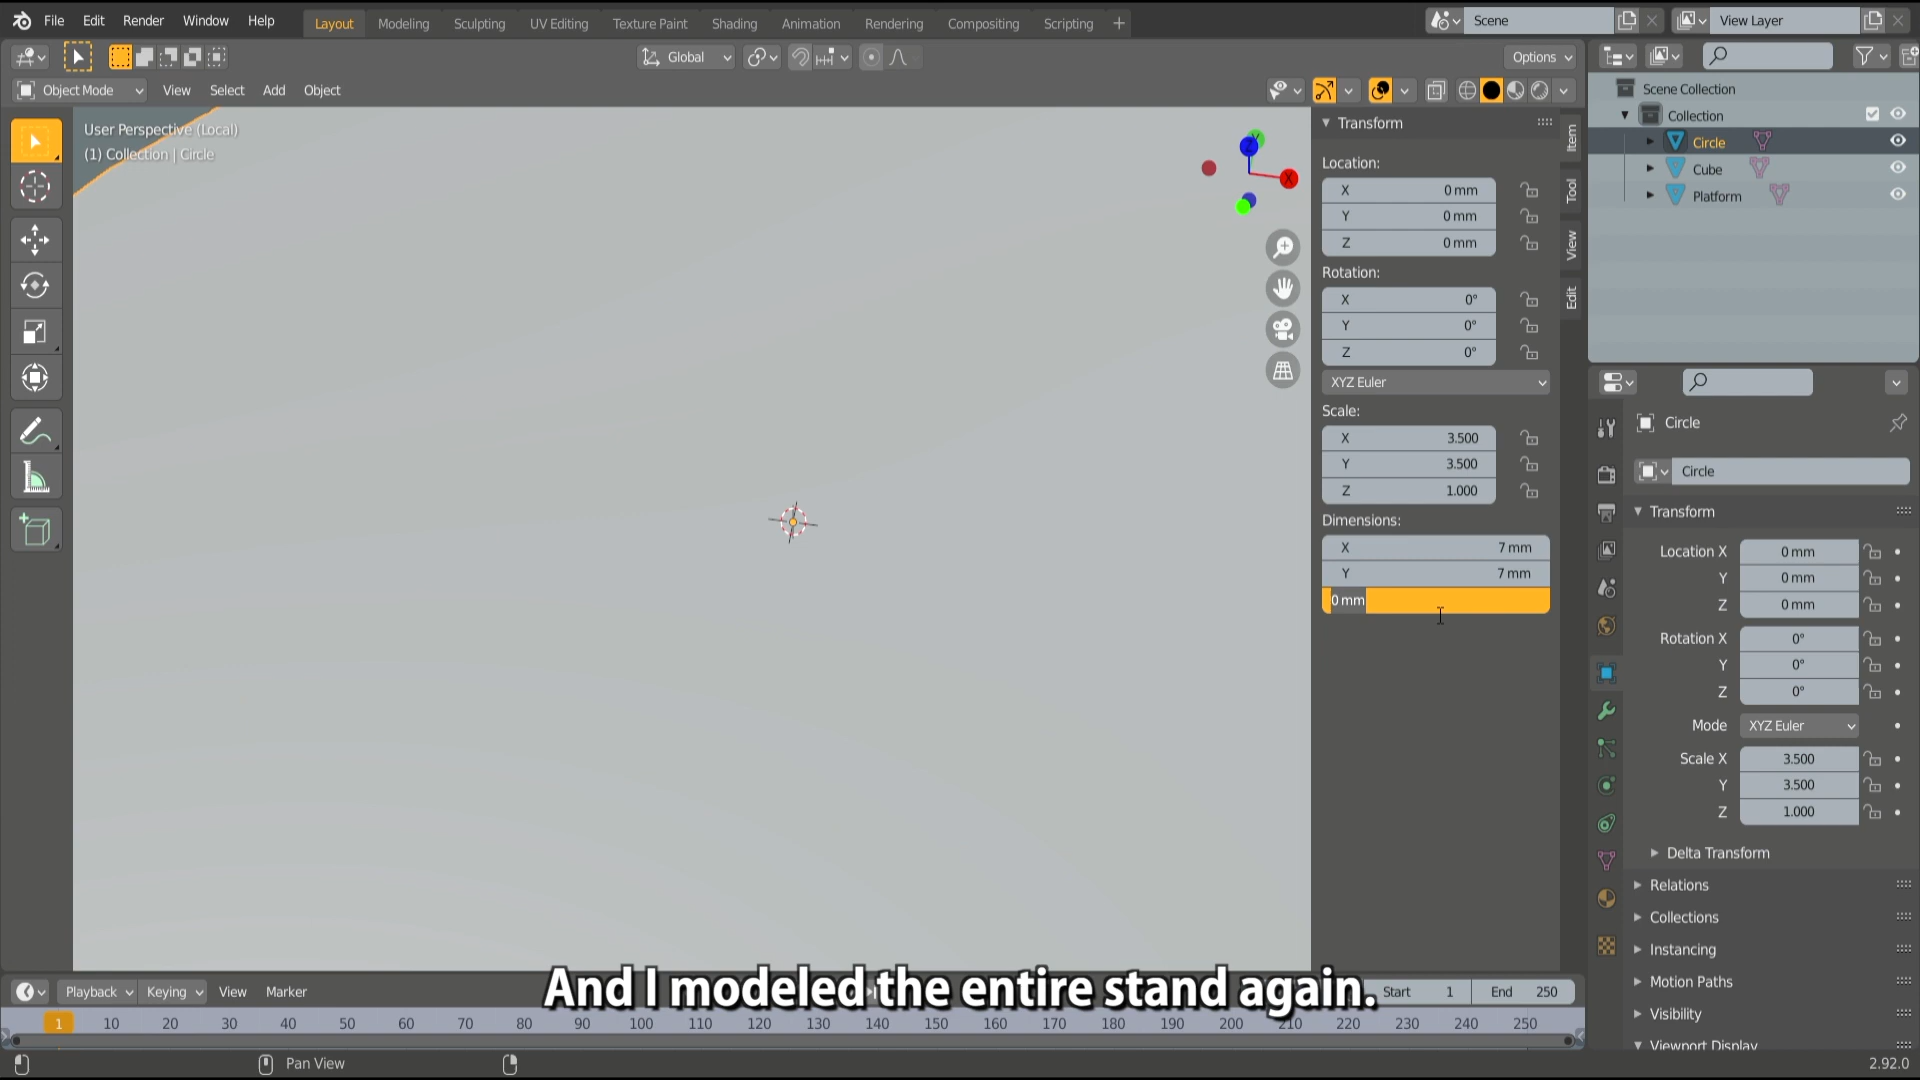 File Edit Render Window Help
Layout Modeling Sculpting UV Editing Texture Paint Shading Animation Rendering Compositing Scripting +
Scene
View Layer
Global
Options
Object Mode View Select Add Object
User Perspective (Local)
(1) Collection | Circle
Y
Z
X
Transform
Location:
X 0 mm
Y 0 mm
Z 0 mm
Rotation:
X 0°
Y 0°
Z 0°
XYZ Euler
Scale:
X 3.500
Y 3.500
Z 1.000
Dimensions:
X 7 mm
Y 7 mm
0 mm
Item
Tool
View
Edit
Scene Collection
Collection
Circle
Cube
Platform
Circle
Circle
Transform
Location X 0 mm
Y 0 mm
Z 0 mm
Rotation X 0°
Y 0°
Z 0°
Mode XYZ Euler
Scale X 3.500
Y 3.500
Z 1.000
Delta Transform
Relations
Collections
Instancing
Motion Paths
Visibility
Viewport Display
And I modeled the entire stand again.
Playback Keying View Marker
Start 1 End 250
1 10 20 30 40 50 60 70 80 90 100 110 120 130 140 150 160 170 180 190 200 210 220 230 240 250
Pan View
2.92.0